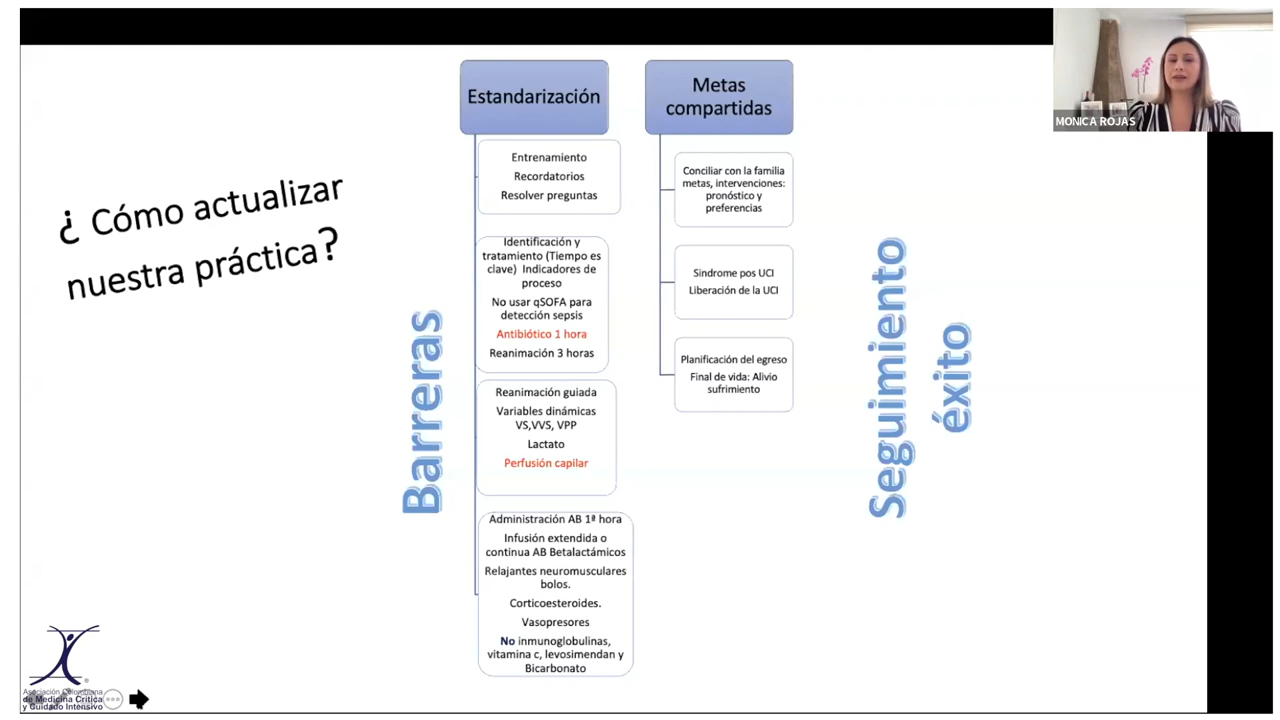 MONICA ROJAS
¿ Cómo actualizar
nuestra práctica?
Barreras
Estandarización
Entrenamiento
Recordatorios
Resolver preguntas
Identificación y
tratamiento (Tiempo es
clave) Indicadores de
proceso
No usar qSOFA para
detección sepsis
Antibiótico 1 hora
Reanimación 3 horas
Reanimación guiada
Variables dinámicas
VS,VVS, VPP
Lactato
Perfusión capilar
Administración AB 1ª hora
Infusión extendida o
continua AB Betalactámicos
Relajantes neuromusculares
bolos.
Corticoesteroides.
Vasopresores
No inmunoglobulinas,
vitamina c, levosimendan y
Bicarbonato
Metas
compartidas
Conciliar con la familia
metas, intervenciones:
pronóstico y
preferencias
Sindrome pos UCI
Liberación de la UCI
Planificación del egreso
Final de vida: Alivio
sufrimiento
Seguimiento
éxito
Asociación Colombiana
de Medicina Crítica
y Cuidado Intensivo